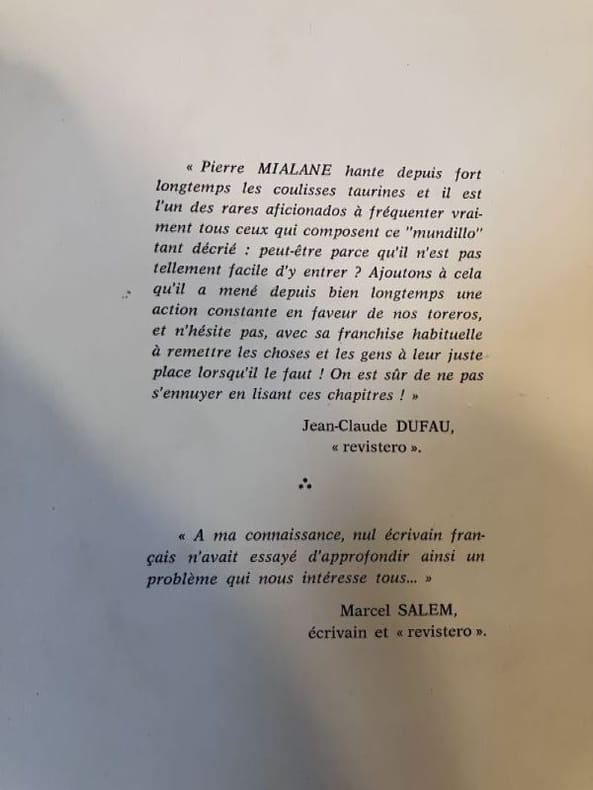 « Pierre MIALANE hante depuis fort
longtemps les coulisses taurines et il est
l'un des rares aficionados à fréquenter vrai-
ment tous ceux qui composent ce "mundillo"
tant décrié : peut-être parce qu'il n'est pas
tellement facile d'y entrer ? Ajoutons à cela
qu'il a mené depuis bien longtemps une
action constante en faveur de nos toreros,
et n'hésite pas, avec sa franchise habituelle
à remettre les choses et les gens à leur juste
place lorsqu'il le faut ! On est sûr de ne pas
s'ennuyer en lisant ces chapitres ! »
Jean-Claude DUFAU,
« revistero ».
« A ma connaissance, nul écrivain fran-
çais n'avait essayé d'approfondir ainsi un
problème qui nous intéresse tous... »
Marcel SALEM,
écrivain et « revistero ».